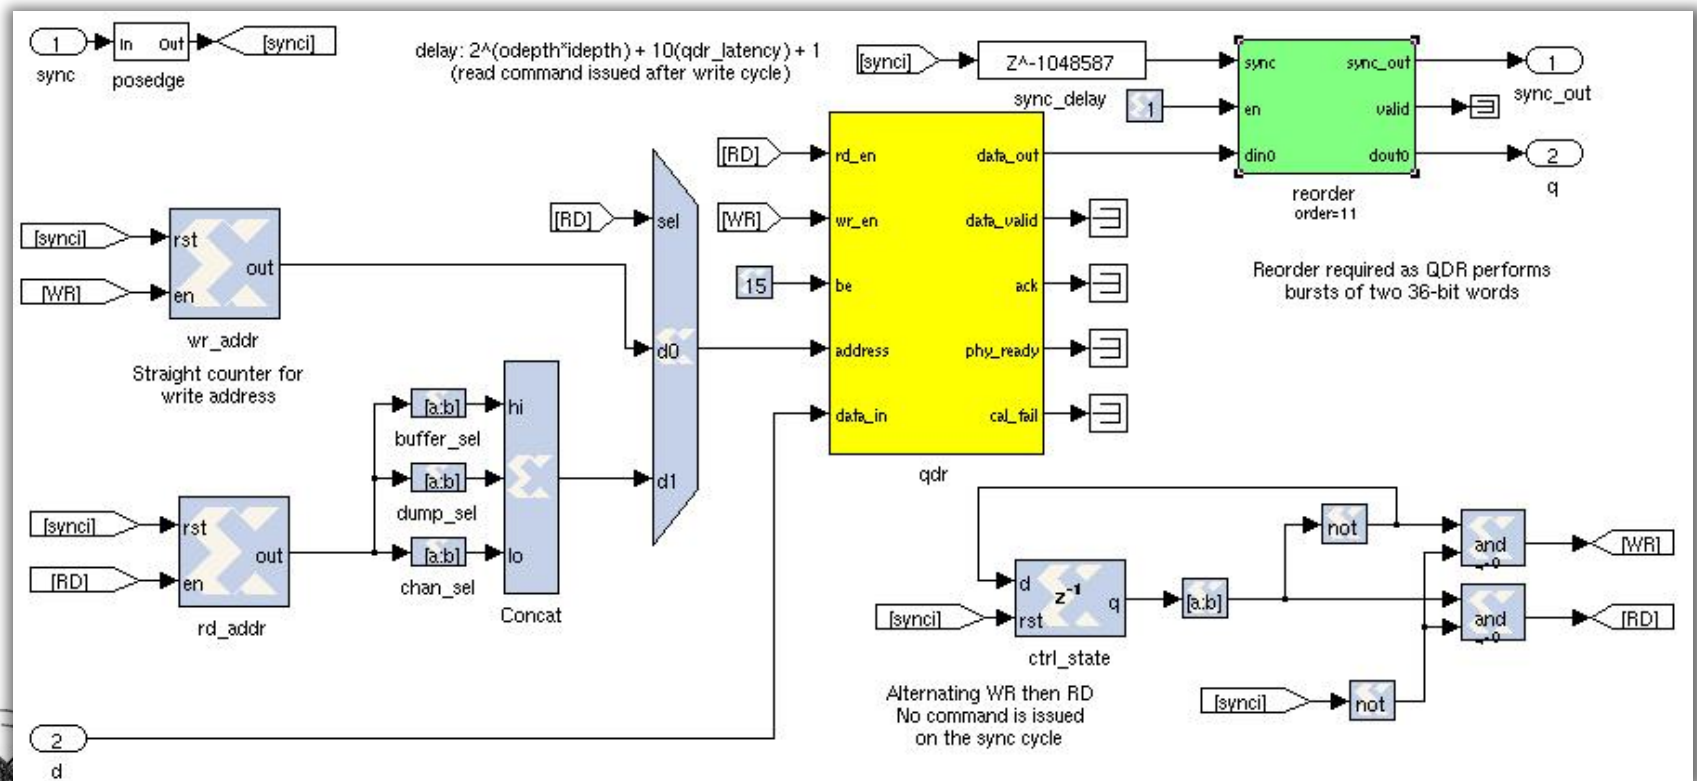 1
sync
In Out
posedge
[synci]
delay: 2^(odepth*idepth) + 10(qdr_latency) + 1
(read command issued after write cycle)
[synci]
Z^-1048587
sync_delay
1
sync sync_out
en valid
din0 dout0
reorder
order=11
1
sync_out
2
q
Reorder required as QDR performs
bursts of two 36-bit words
[synci]
[WR]
rst
en
out
wr_addr
Straight counter for
write address
[synci]
[RD]
rst
en
out
rd_addr
[a:b]
buffer_sel
[a:b]
dump_sel
[a:b]
chan_sel
hi
lo
Concat
[RD]
sel
d0
d1
[RD]
[WR]
15
rd_en data_out
wr_en data_valid
be ack
address phy_ready
data_in cal_fail
qdr
[synci]
d
rst
z-1
q
ctrl_state
[a:b]
not
and
[WR]
and
[RD]
[synci]
not
Alternating WR then RD
No command is issued
on the sync cycle
2
d